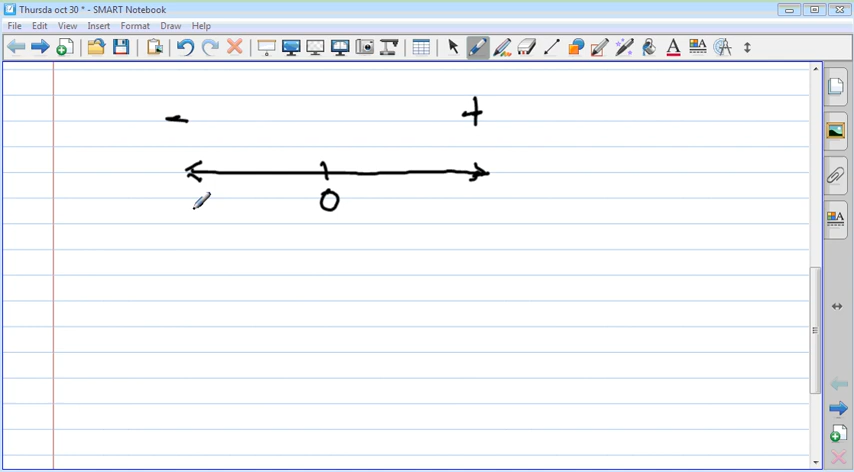 Thursda oct 30 * - SMART Notebook
File Edit View Insert Format Draw Help
- +
0